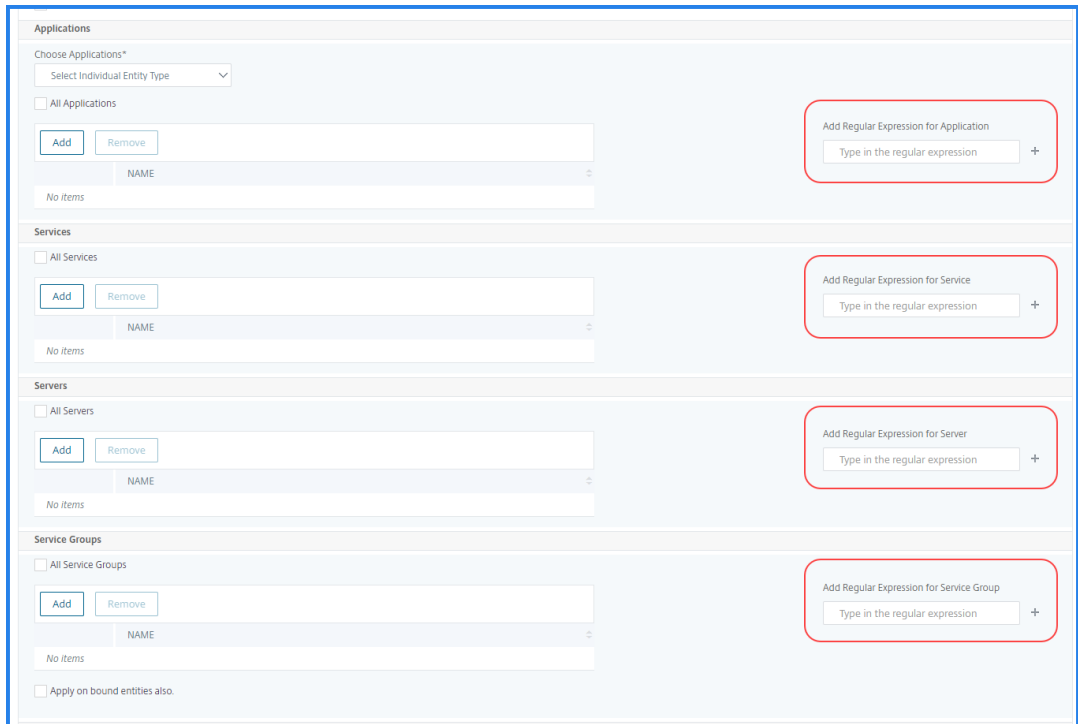 Applications
Choose Applications*
Select Individual Entity Type
All Applications
Add Remove
NAME
No items
Add Regular Expression for Application
Type in the regular expression +
Services
All Services
Add Remove
NAME
No items
Add Regular Expression for Service
Type in the regular expression +
Servers
All Servers
Add Remove
NAME
No items
Add Regular Expression for Server
Type in the regular expression +
Service Groups
All Service Groups
Add Remove
NAME
No items
Add Regular Expression for Service Group
Type in the regular expression +
Apply on bound entities also.